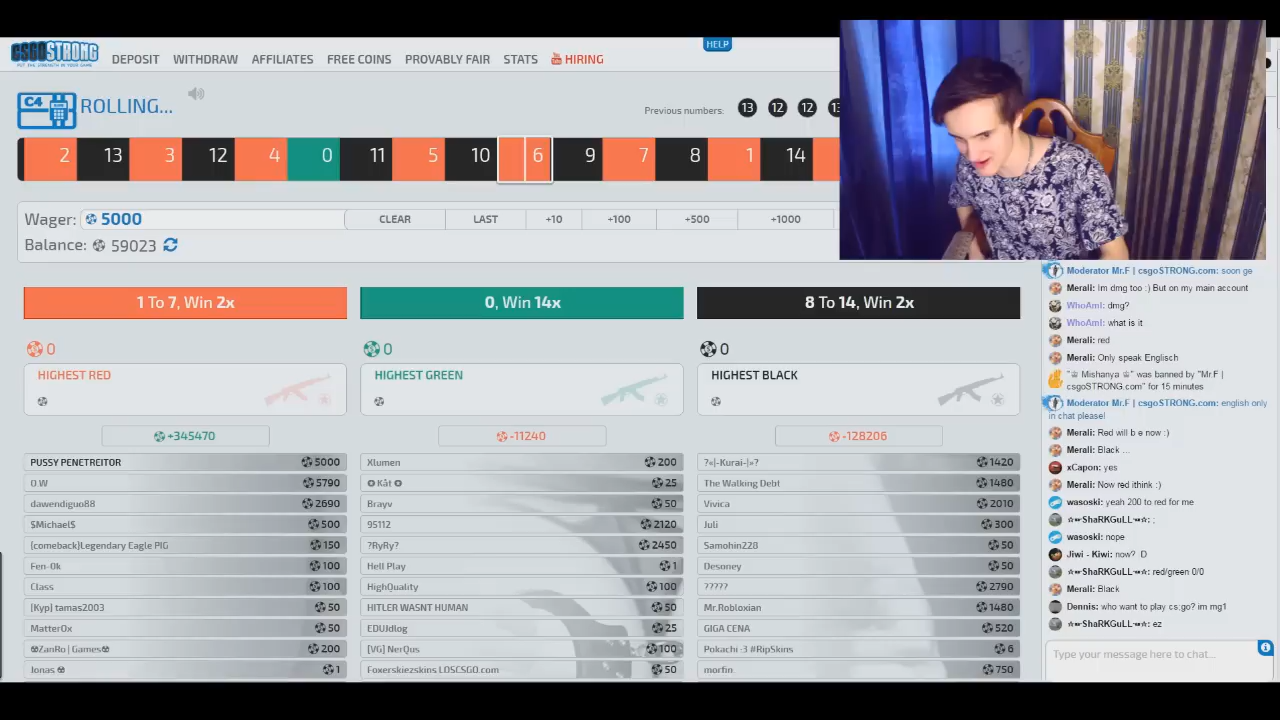 CSGOSTRONG
DEPOSIT WITHDRAW AFFILIATES FREE COINS PROVABLY FAIR STATS HIRING
HELP
C4 ROLLING...
Previous numbers: 13 12 12
2 13 3 12 4 0 11 5 10 6 9 7 8 1 14
Wager: 5000 CLEAR LAST +10 +100 +500 +1000
Balance: 59023
1 To 7, Win 2x
0, Win 14x
8 To 14, Win 2x
0
0
0
HIGHEST RED
HIGHEST GREEN
HIGHEST BLACK
+345470
-11240
-128206
PUSSY PENETREITOR 5000
O.W 5790
dawendiguo88 2690
$Michael$ 500
{comeback}Legendary Eagle PIG 150
Fen-Ok 100
Class 100
[Kyp] tamas2003 50
MatterOx 50
☢ZanRo | Games☢ 200
Jonas ☢ 1
Xlumen 200
✪ Kåt ✪ 25
Brayv 50
95112 2120
?RyRy? 2450
Hell Play 1
HighQuality 100
HITLER WASNT HUMAN 50
EDUJdlog 25
[VG] NerQus 100
Foxerskiezskins LOSCSGO.com 50
?«|-Kurai-|»? 1420
The Walking Debt 1480
Vivica 2010
Juli 300
Samohin228 50
Desoney 50
????? 2790
Mr.Robloxian 1480
GIGA CENA 520
Pokachi :3 #RipSkins 6
morfin 750
Moderator Mr.F | csgoSTRONG.com: soon ge
Merali: Im dmg too :) But on my main account
WhoAmI: dmg?
WhoAmI: what is it
Merali: red
Merali: Only speak Englisch
"♕ Mishanya ♕" was banned by "Mr.F |
csgoSTRONG.com" for 15 minutes
Moderator Mr.F | csgoSTRONG.com: english only
in chat please!
Merali: Red will b e now :)
Merali: Black ...
xCapon: yes
Merali: Now red ithink :)
wasoski: yeah 200 to red for me
ShaRKGuLL: ;
wasoski: nope
Jiwi - Kiwi: now? :D
ShaRKGuLL: red/green 0/0
Merali: Black
Dennis: who want to play cs.go? im mg1
ShaRKGuLL: ez
Type your message here to chat...